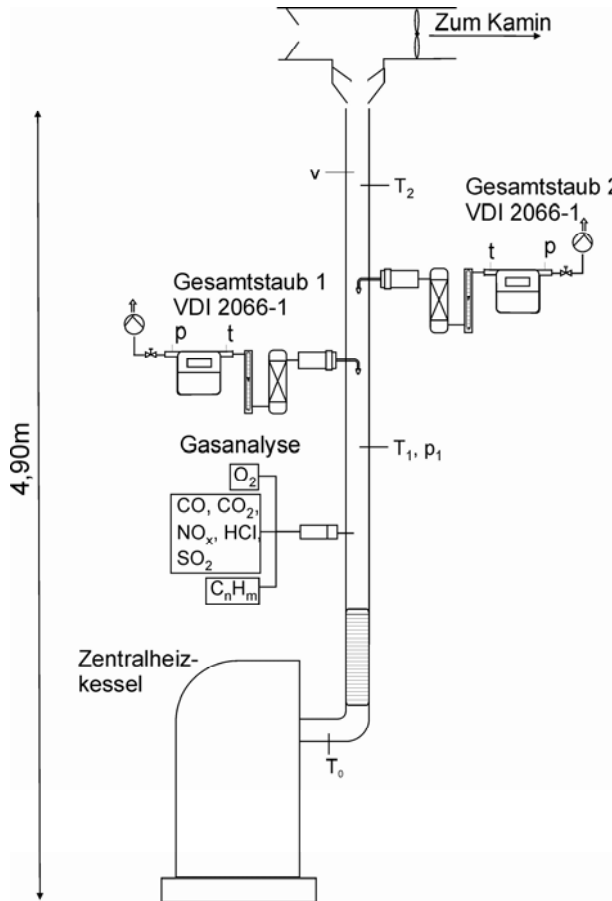 Zum Kamin
v
T₂
Gesamtstaub 2
VDI 2066-1
t
p
Gesamtstaub 1
VDI 2066-1
p
t
4,90m
Gasanalyse
T₁, p₁
O₂
CO, CO₂,
NOₓ, HCl,
SO₂
CₙHₘ
Zentralheiz-
kessel
T₀